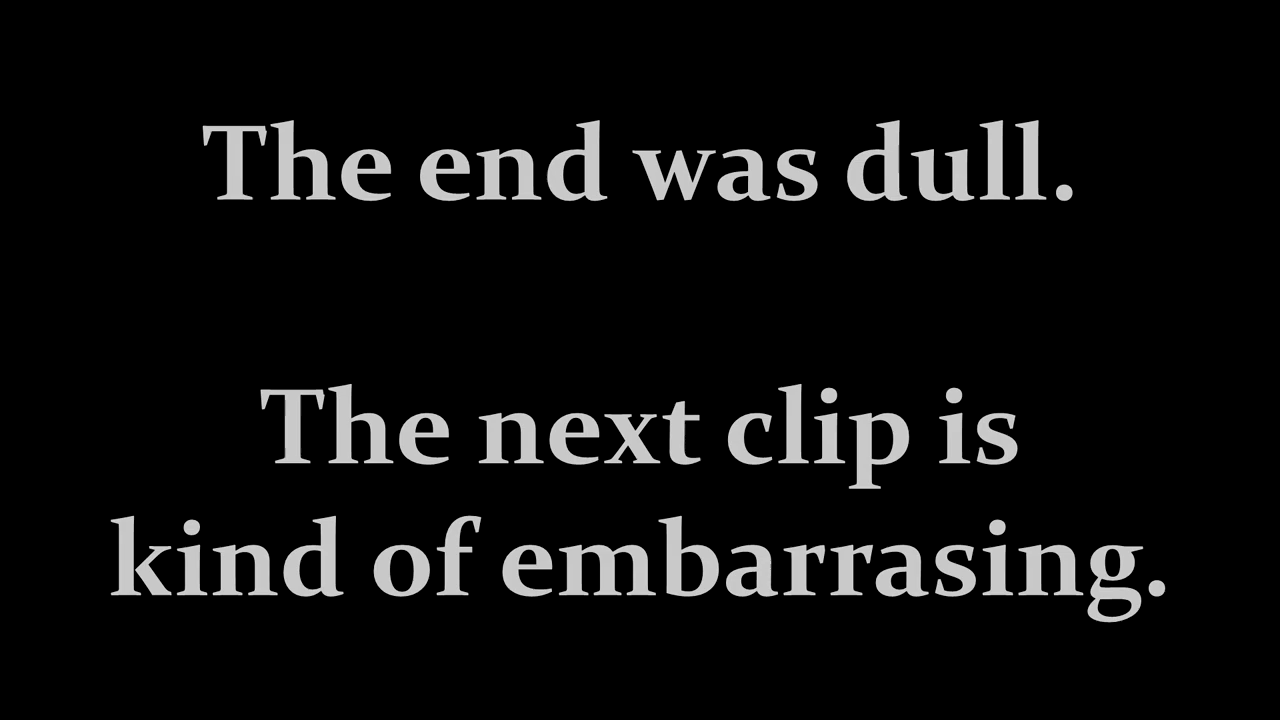 The end was dull.
The next clip is
kind of embarrasing.